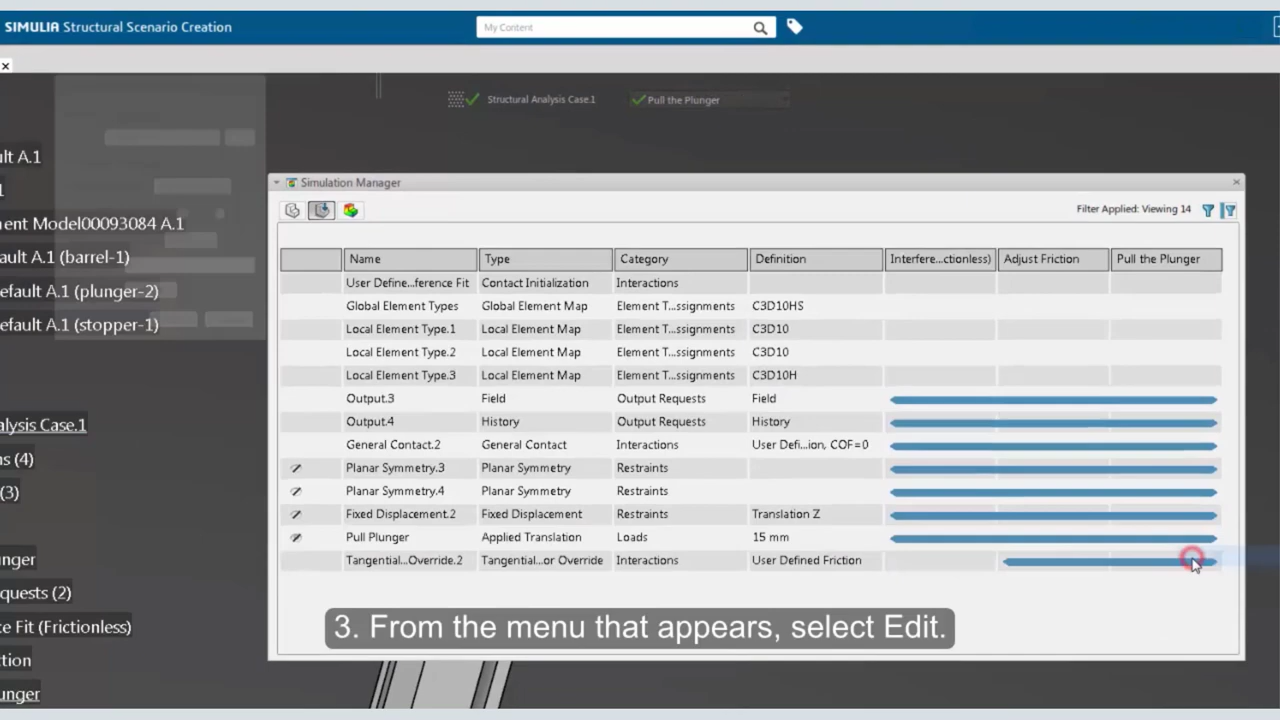 SIMULIA Structural Scenario Creation
My Content
Structural Analysis Case.1
Pull the Plunger
ult A.1
ent Model00093084 A.1
ault A.1 (barrel-1)
efault A.1 (plunger-2)
efault A.1 (stopper-1)
alysis Case.1
ns (4)
(3)
nger
quests (2)
ce Fit (Frictionless)
ction
unger
Simulation Manager
Filter Applied: Viewing 14
Name Type Category Definition Interfere...ctionless) Adjust Friction Pull the Plunger
User Define...ference Fit Contact Initialization Interactions
Global Element Types Global Element Map Element T...ssignments C3D10HS
Local Element Type.1 Local Element Map Element T...ssignments C3D10
Local Element Type.2 Local Element Map Element T...ssignments C3D10
Local Element Type.3 Local Element Map Element T...ssignments C3D10H
Output.3 Field Output Requests Field
Output.4 History Output Requests History
General Contact.2 General Contact Interactions User Defi...ion, COF=0
Planar Symmetry.3 Planar Symmetry Restraints
Planar Symmetry.4 Planar Symmetry Restraints
Fixed Displacement.2 Fixed Displacement Restraints Translation Z
Pull Plunger Applied Translation Loads 15 mm
Tangential...Override.2 Tangential...or Override Interactions User Defined Friction
3. From the menu that appears, select Edit.